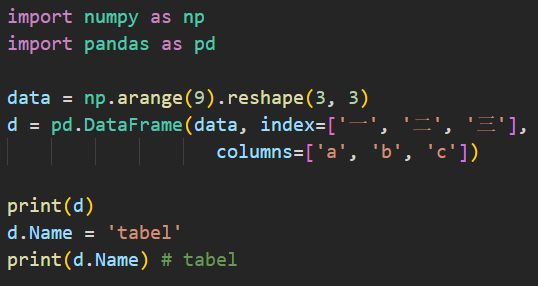 import numpy as np
import pandas as pd
data = np.arange(9).reshape(3, 3)
d = pd.DataFrame(data, index=['一', '二', '三'],
columns=['a', 'b', 'c'])
print(d)
d.Name = 'tabel'
print(d.Name) # tabel